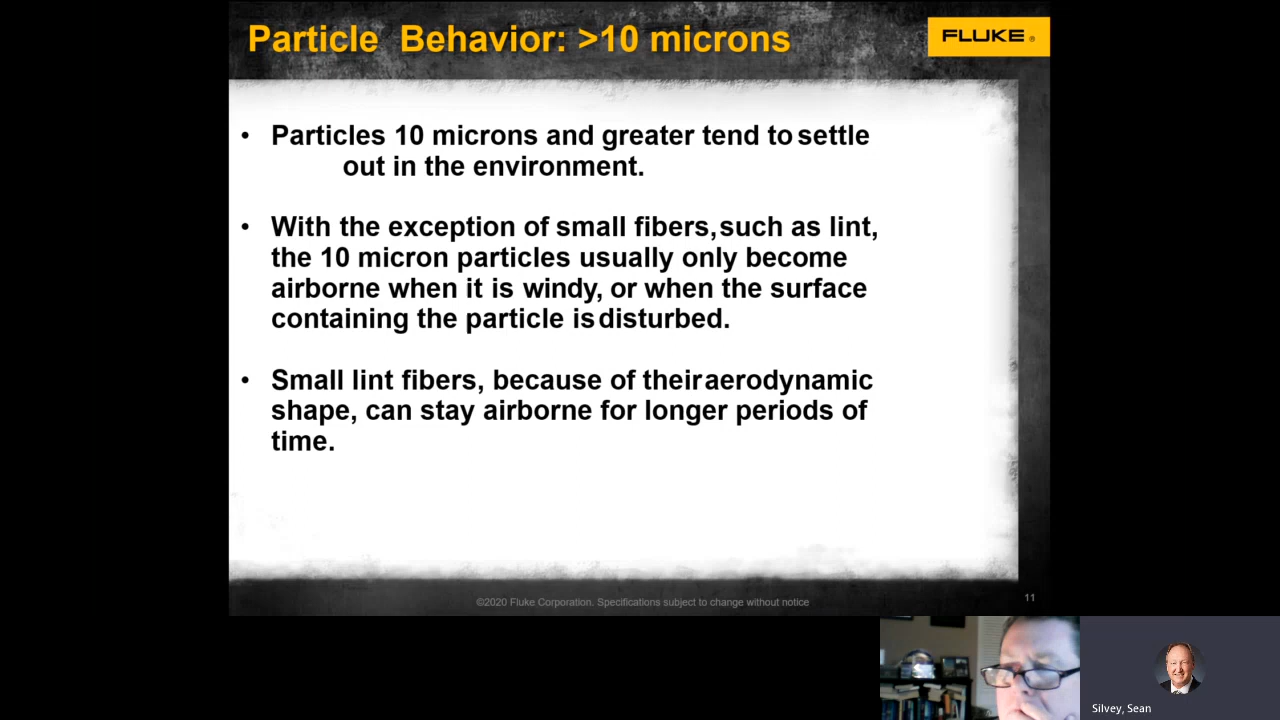 Particle Behavior: >10 microns
FLUKE ®
• Particles 10 microns and greater tend to settle
out in the environment.
• With the exception of small fibers, such as lint,
the 10 micron particles usually only become
airborne when it is windy, or when the surface
containing the particle is disturbed.
• Small lint fibers, because of their aerodynamic
shape, can stay airborne for longer periods of
time.
©2020 Fluke Corporation. Specifications subject to change without notice
11
Silvey, Sean